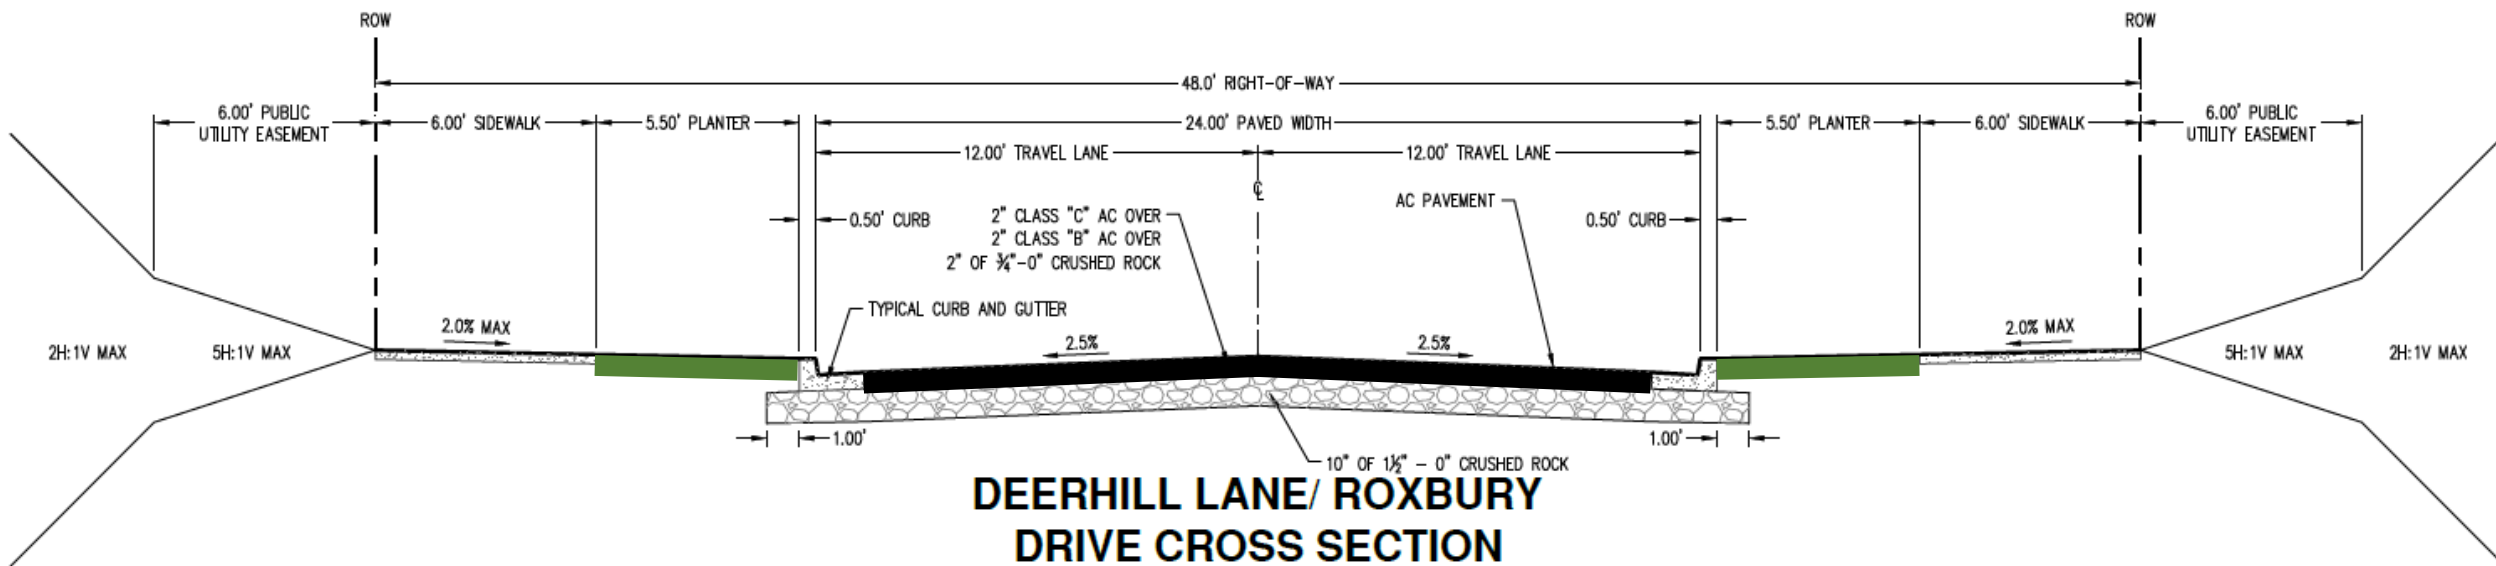 ROW
ROW
48.0' RIGHT-OF-WAY
6.00' PUBLIC
UTILITY EASEMENT
6.00' SIDEWALK
5.50' PLANTER
24.00' PAVED WIDTH
5.50' PLANTER
6.00' SIDEWALK
6.00' PUBLIC
UTILITY EASEMENT
12.00' TRAVEL LANE
12.00' TRAVEL LANE
℄
0.50' CURB
2" CLASS "C" AC OVER
2" CLASS "B" AC OVER
2" OF ¾"-0" CRUSHED ROCK
AC PAVEMENT
0.50' CURB
TYPICAL CURB AND GUTTER
2.0% MAX
2.5%
2.5%
2.0% MAX
2H:1V MAX
5H:1V MAX
5H:1V MAX
2H:1V MAX
1.00'
1.00'
10" OF 1½" - 0" CRUSHED ROCK
DEERHILL LANE/ ROXBURY
DRIVE CROSS SECTION